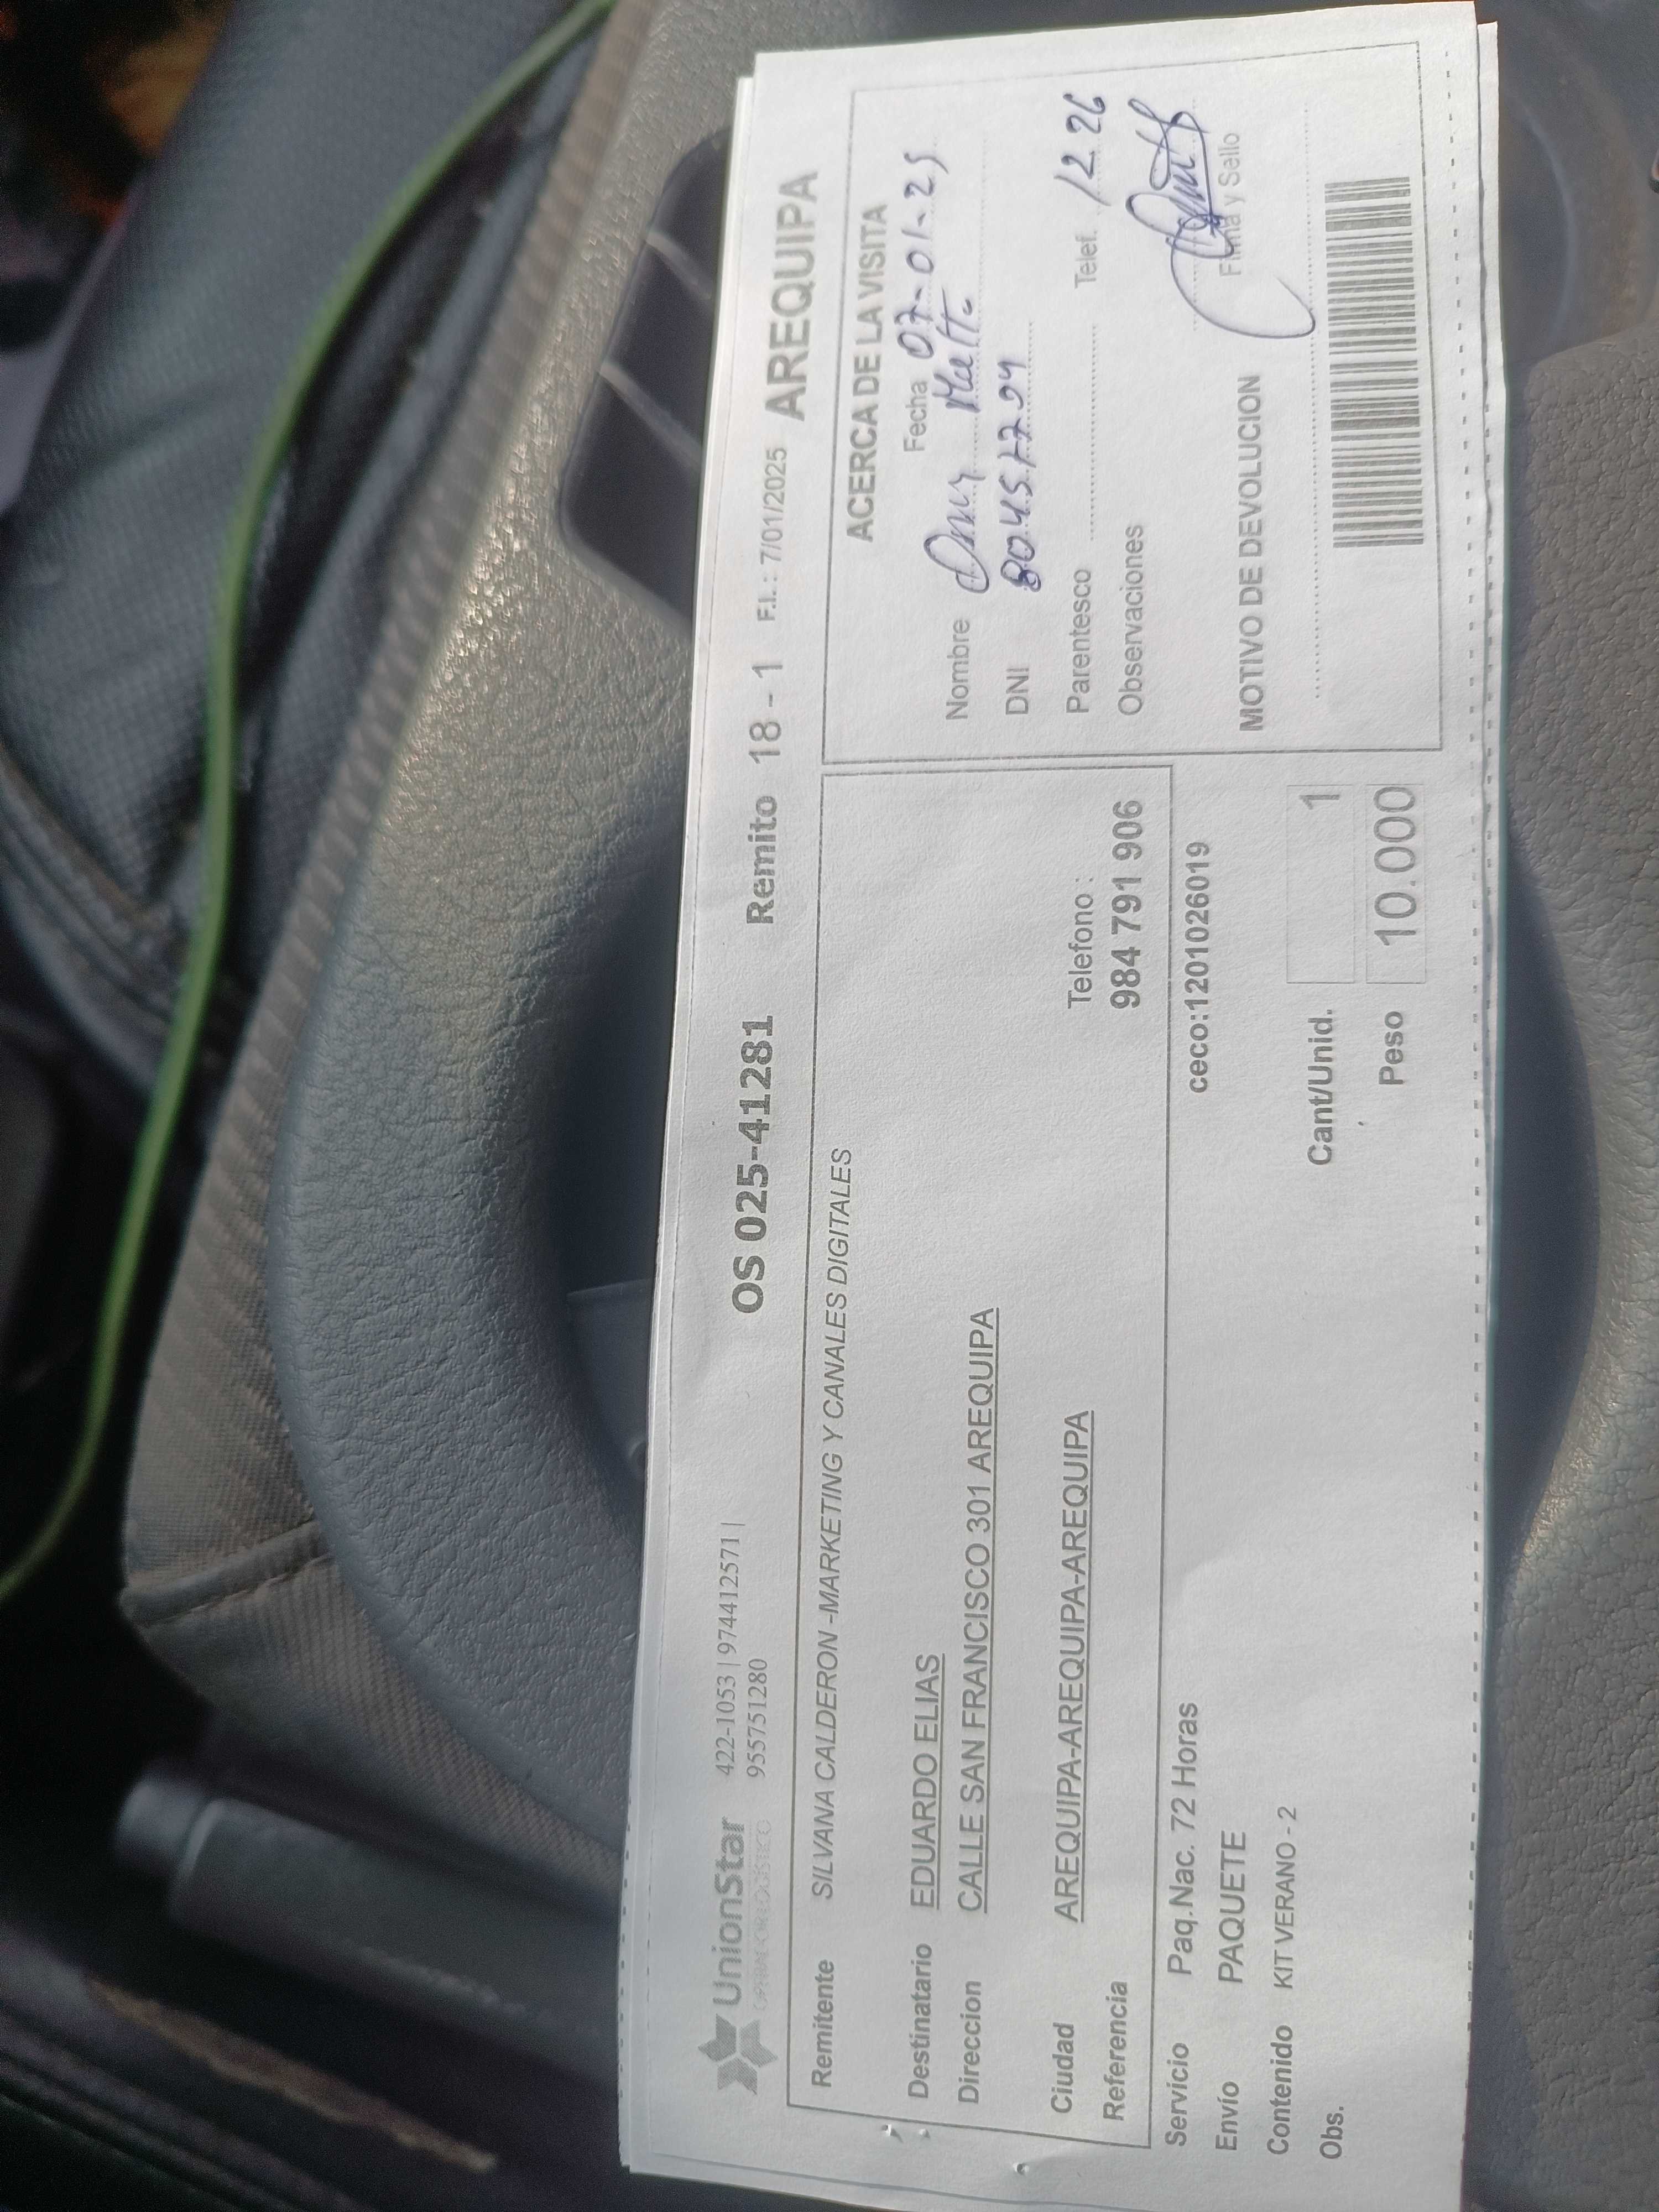 UnionStar
OPERADOR LOGISTICO
422-1053 | 974412571 |
955751280
OS 025-41281 Remito 18 - 1 F.I.: 7/01/2025 AREQUIPA
Remitente SILVANA CALDERON -MARKETING Y CANALES DIGITALES
Destinatario EDUARDO ELIAS
Direccion CALLE SAN FRANCISCO 301 AREQUIPA
Ciudad AREQUIPA-AREQUIPA-AREQUIPA
Referencia
Telefono :
984 791 906
Servicio Paq.Nac. 72 Horas
ceco:1201026019
Envío PAQUETE
Contenido KIT VERANO - 2
Obs.
Cant/Unid. 1
Peso 10.000
ACERCA DE LA VISITA
Fecha 07-01-25
Nombre
DNI
Parentesco Telef. 12.26
Observaciones
Firma y Sello
MOTIVO DE DEVOLUCION